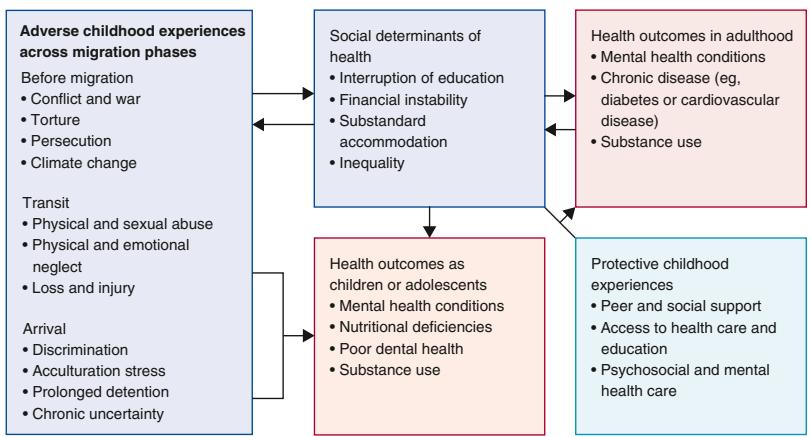 Adverse childhood experiences
across migration phases
Before migration
• Conflict and war
• Torture
• Persecution
• Climate change
Transit
• Physical and sexual abuse
• Physical and emotional
neglect
• Loss and injury
Arrival
• Discrimination
• Acculturation stress
• Prolonged detention
• Chronic uncertainty
Social determinants of
health
• Interruption of education
• Financial instability
• Substandard
accommodation
• Inequality
Health outcomes in adulthood
• Mental health conditions
• Chronic disease (eg,
diabetes or cardiovascular
disease)
• Substance use
Health outcomes as
children or adolescents
• Mental health conditions
• Nutritional deficiencies
• Poor dental health
• Substance use
Protective childhood
experiences
• Peer and social support
• Access to health care and
education
• Psychosocial and mental
health care